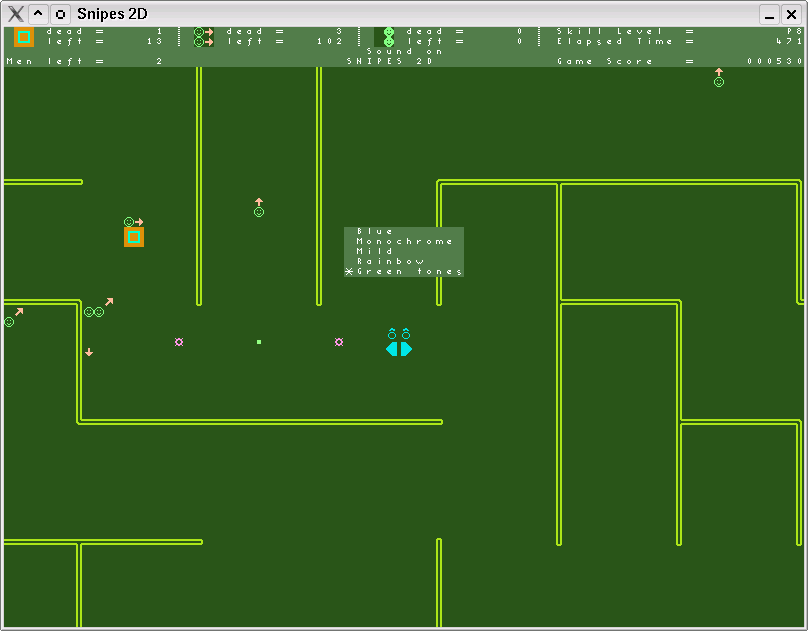 Snipes 2D
dead = 1 dead = 3 dead = 0 Skill Level = P8
left = 13 left = 102 left = 0 Elapsed Time = 471
Sound on
Men left = 2 SNIPES 2D Game Score = 000530
Blue
Monochrome
Mild
Rainbow
*Green tones